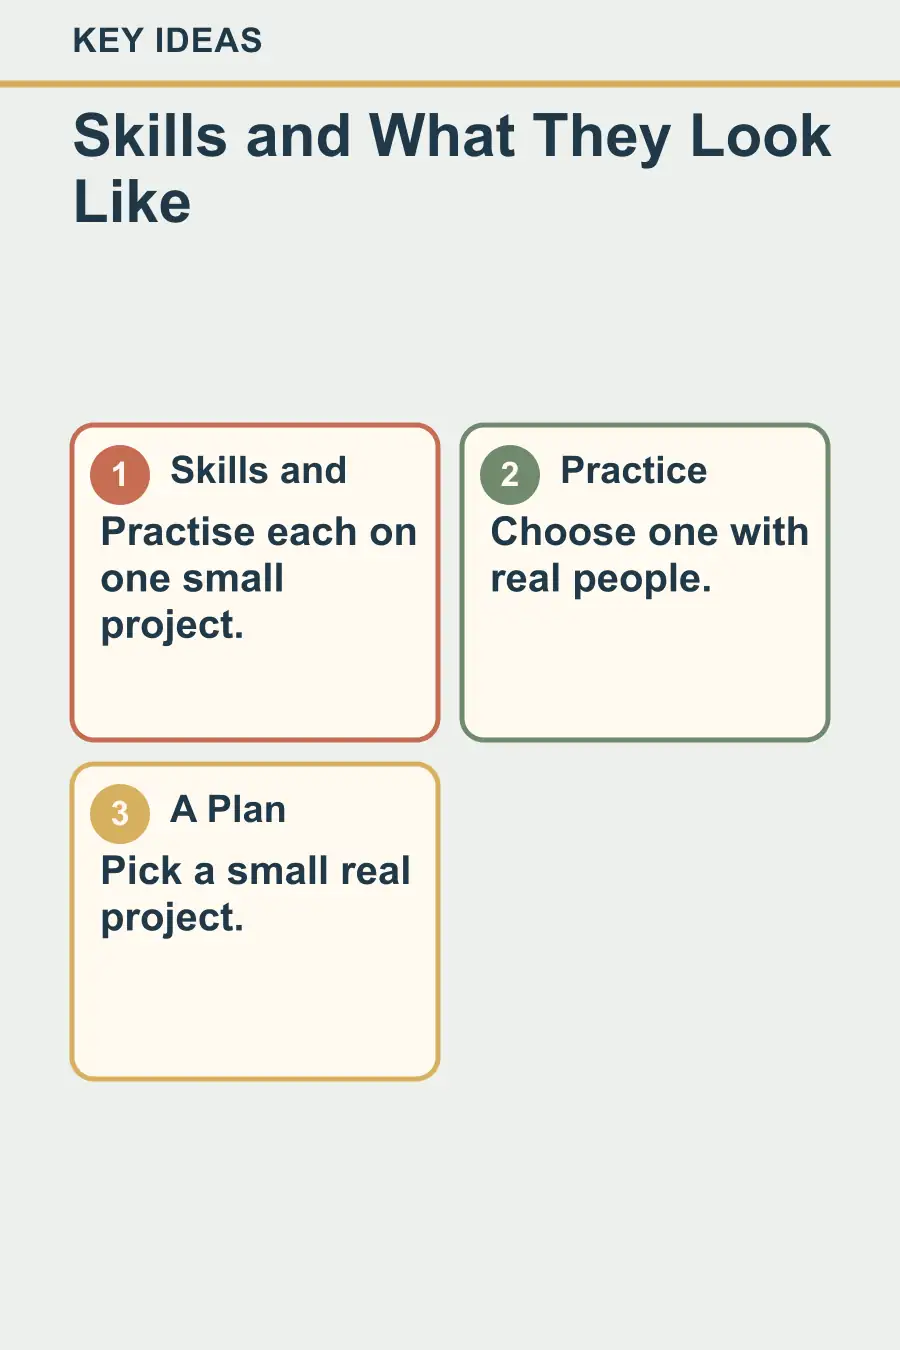 KEY IDEAS
Skills and What They Look
Like
1
Skills and
Practise each on
one small
project.
2
Practice
Choose one with
real people.
3
A Plan
Pick a small real
project.